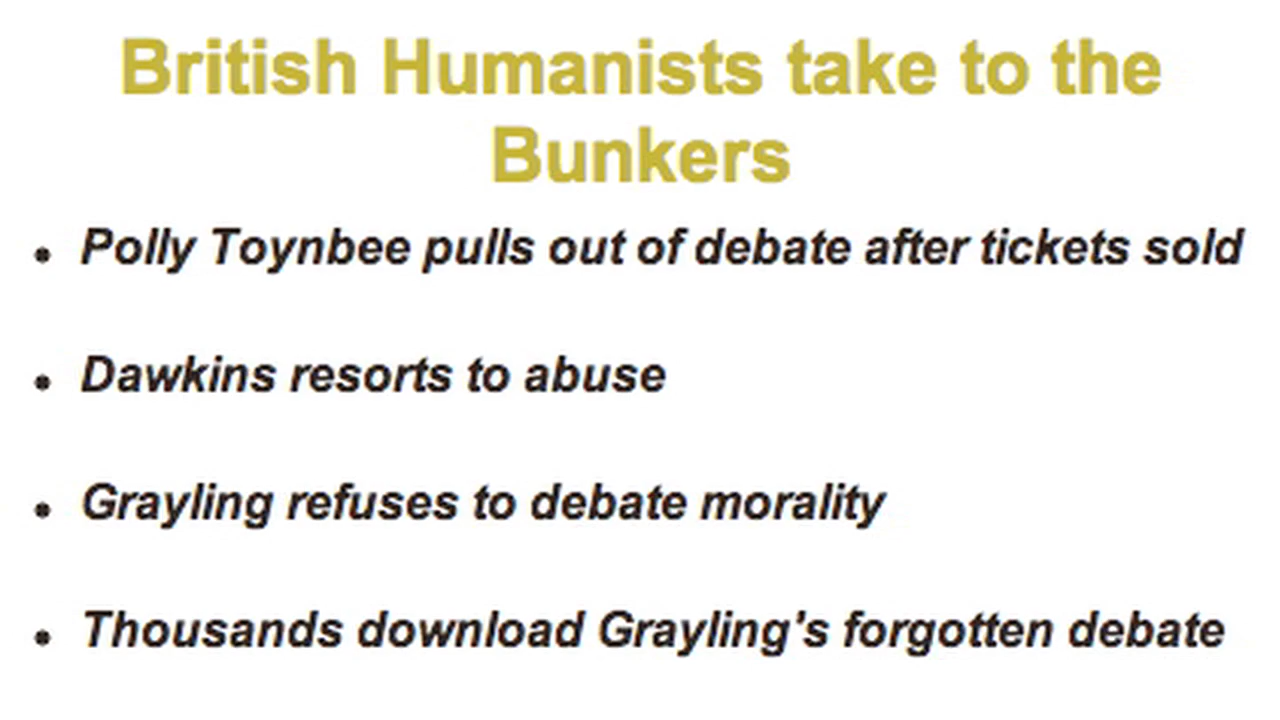 British Humanists take to the
Bunkers
• Polly Toynbee pulls out of debate after tickets sold
• Dawkins resorts to abuse
• Grayling refuses to debate morality
• Thousands download Grayling's forgotten debate